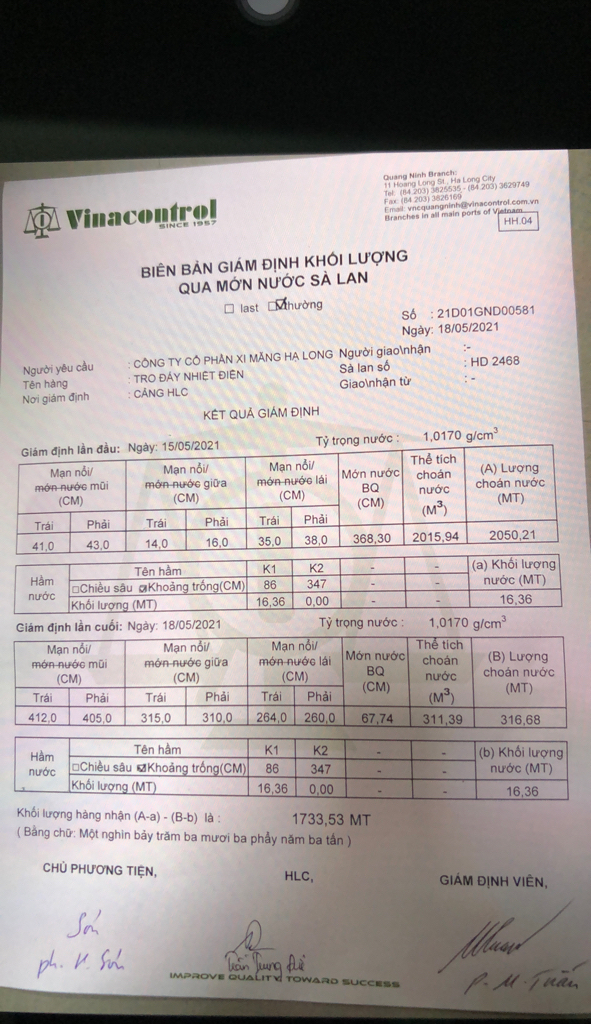 Quang Ninh Branch:
11 Hoang Long St., Ha Long City
Tel: (84.203) 3825535 - (84.203) 3629749
Fax: (84.203) 3826169
Email: vncquangninh@vinacontrol.com.vn
Branches in all main ports of Vietnam
Vinacontrol
SINCE 1957
HH.04
BIÊN BẢN GIÁM ĐỊNH KHỐI LƯỢNG
QUA MỚN NƯỚC SÀ LAN
last thường
Số : 21D01GND00581
Ngày: 18/05/2021
Người yêu cầu : CÔNG TY CỔ PHẦN XI MĂNG HẠ LONG Người giao\nhận :-
Tên hàng : TRO ĐÁY NHIỆT ĐIỆN Sà lan số : HD 2468
Nơi giám định : CẢNG HLC Giao\nhận từ : -
KẾT QUẢ GIÁM ĐỊNH
Giám định lần đầu: Ngày: 15/05/2021 Tỷ trọng nước : 1,0170 g/cm3
Mạn nổi/ mớn nước mũi (CM) Mạn nổi/ mớn nước giữa (CM) Mạn nổi/ mớn nước lái (CM) Mớn nước BQ (CM) Thể tích choán nước (M3) (A) Lượng choán nước (MT)
Trái Phải Trái Phải Trái Phải
41,0 43,0 14,0 16,0 35,0 38,0 368,30 2015,94 2050,21
Hầm nước Tên hầm K1 K2 - - (a) Khối lượng nước (MT)
Chiều sâu Khoảng trống(CM) 86 347 - -
Khối lượng (MT) 16,36 0,00 - - 16,36
Giám định lần cuối: Ngày: 18/05/2021 Tỷ trọng nước : 1,0170 g/cm3
Mạn nổi/ mớn nước mũi (CM) Mạn nổi/ mớn nước giữa (CM) Mạn nổi/ mớn nước lái (CM) Mớn nước BQ (CM) Thể tích choán nước (M3) (B) Lượng choán nước (MT)
Trái Phải Trái Phải Trái Phải
412,0 405,0 315,0 310,0 264,0 260,0 67,74 311,39 316,68
Hầm nước Tên hầm K1 K2 - - (b) Khối lượng nước (MT)
Chiều sâu Khoảng trống(CM) 86 347 - -
Khối lượng (MT) 16,36 0,00 - - 16,36
Khối lượng hàng nhận (A-a) - (B-b) là : 1733,53 MT
( Bằng chữ: Một nghìn bảy trăm ba mươi ba phẩy năm ba tấn )
CHỦ PHƯƠNG TIỆN, HLC, GIÁM ĐỊNH VIÊN,
Sơn
ph. H. Sơn
Trần Trung
P. M. Tuấn
IMPROVE QUALITY TOWARD SUCCESS